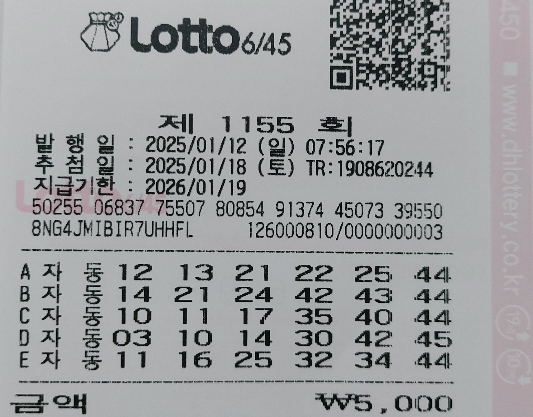 Lotto 6/45
제 1155 회
발 행 일 : 2025/01/12 (일) 07:56:17
추 첨 일 : 2025/01/18 (토) TR:1908620244
지급기한 : 2026/01/19
50255 06837 75507 80854 91374 45073 39550
8NG4JMIBIR7UHHFL 126000810/0000000003
A 자 동 12 13 21 22 25 44
B 자 동 14 21 24 42 43 44
C 자 동 10 11 17 35 40 44
D 자 동 03 10 14 30 42 45
E 자 동 11 16 25 32 34 44
금액 ₩5,000
450 ■ www.dhlottery.co.kr